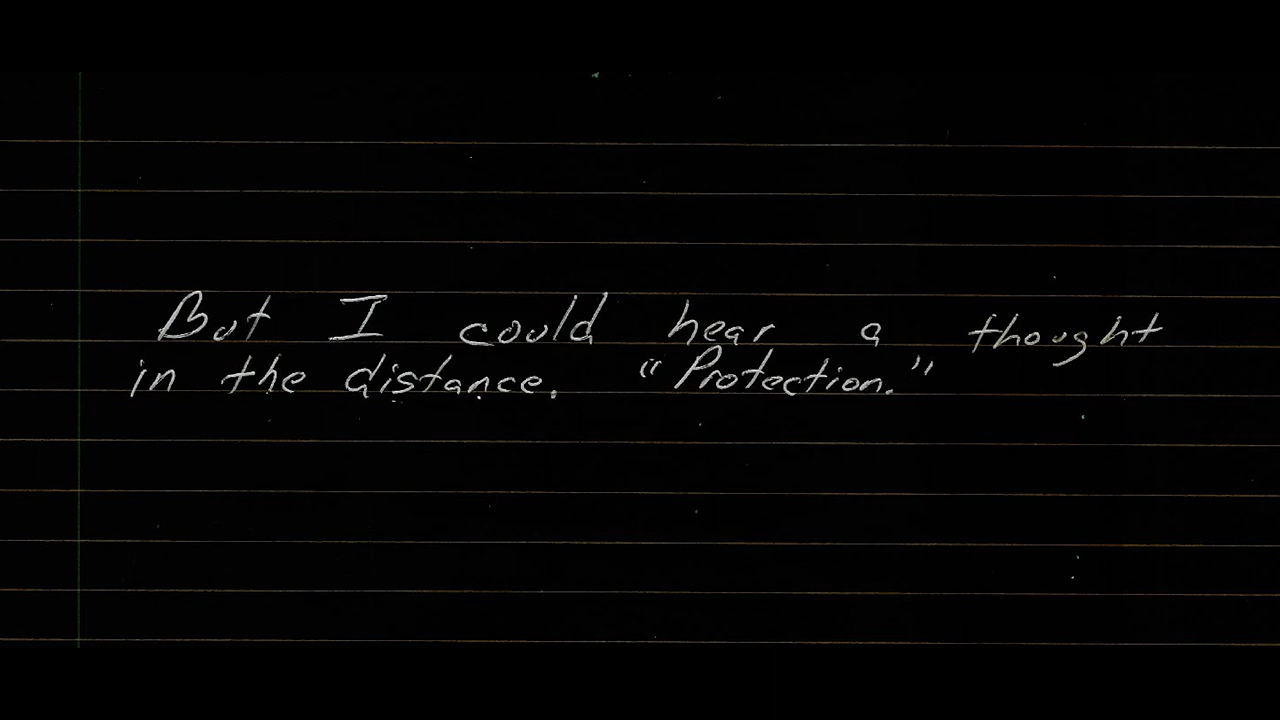 But I could hear a thought
in the distance. "Protection."